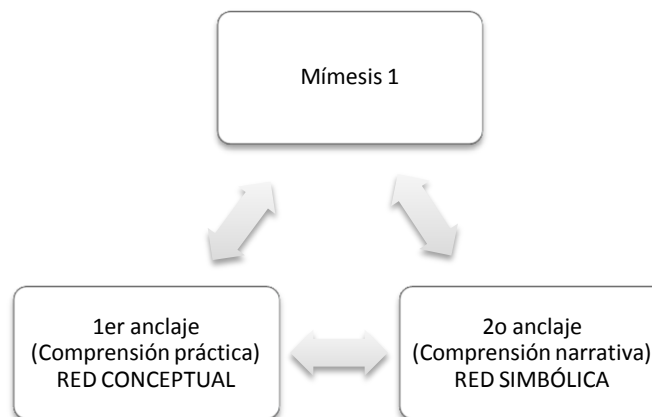 Mímesis 1
1er anclaje
(Comprensión práctica)
RED CONCEPTUAL
2o anclaje
(Comprensión narrativa)
RED SIMBÓLICA